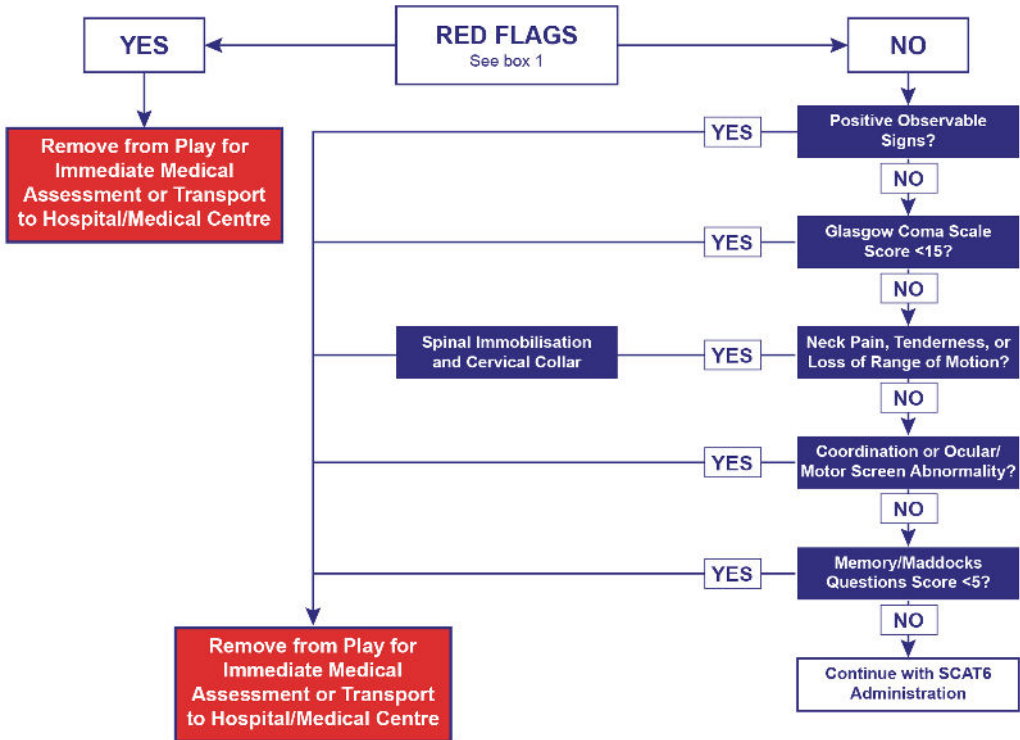 YES
RED FLAGS
See box 1
NO
Remove from Play for
Immediate Medical
Assessment or Transport
to Hospital/Medical Centre
YES
Positive Observable
Signs?
NO
YES
Glasgow Coma Scale
Score <15?
NO
Spinal Immobilisation
and Cervical Collar
YES
Neck Pain, Tenderness, or
Loss of Range of Motion?
NO
YES
Coordination or Ocular/
Motor Screen Abnormality?
NO
YES
Memory/Maddocks
Questions Score <5?
NO
Remove from Play for
Immediate Medical
Assessment or Transport
to Hospital/Medical Centre
Continue with SCAT6
Administration